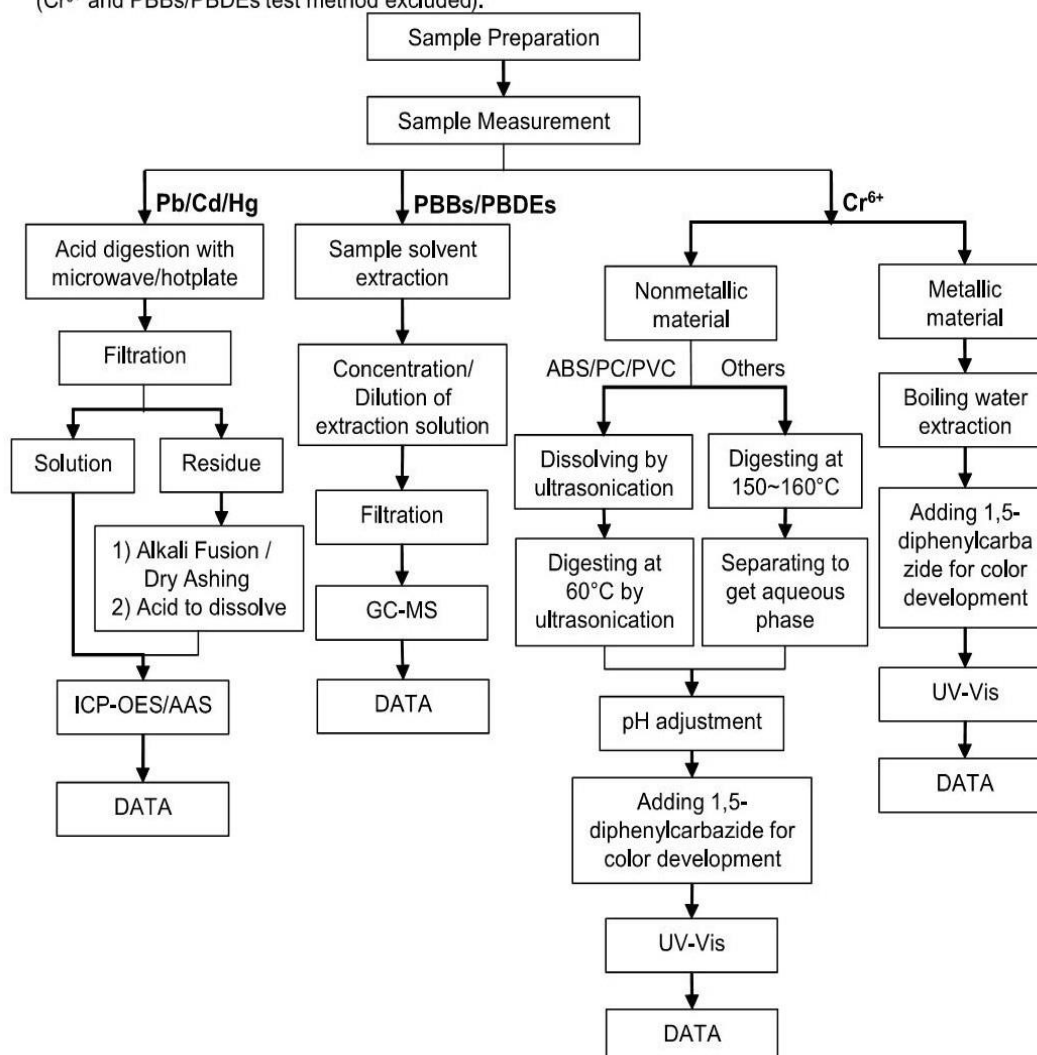 (Cr⁶⁺ and PBBs/PBDEs test method excluded).
Sample Preparation
Sample Measurement
Pb/Cd/Hg
Acid digestion with
microwave/hotplate
Filtration
Solution
Residue
1) Alkali Fusion /
Dry Ashing
2) Acid to dissolve
ICP-OES/AAS
DATA
PBBs/PBDEs
Sample solvent
extraction
Concentration/
Dilution of
extraction solution
Filtration
GC-MS
DATA
Cr⁶⁺
Nonmetallic
material
ABS/PC/PVC
Others
Dissolving by
ultrasonication
Digesting at
60°C by
ultrasonication
Digesting at
150~160°C
Separating to
get aqueous
phase
pH adjustment
Adding 1,5-
diphenylcarbazide for
color development
UV-Vis
DATA
Metallic
material
Boiling water
extraction
Adding 1,5-
diphenylcarba
zide for color
development
UV-Vis
DATA